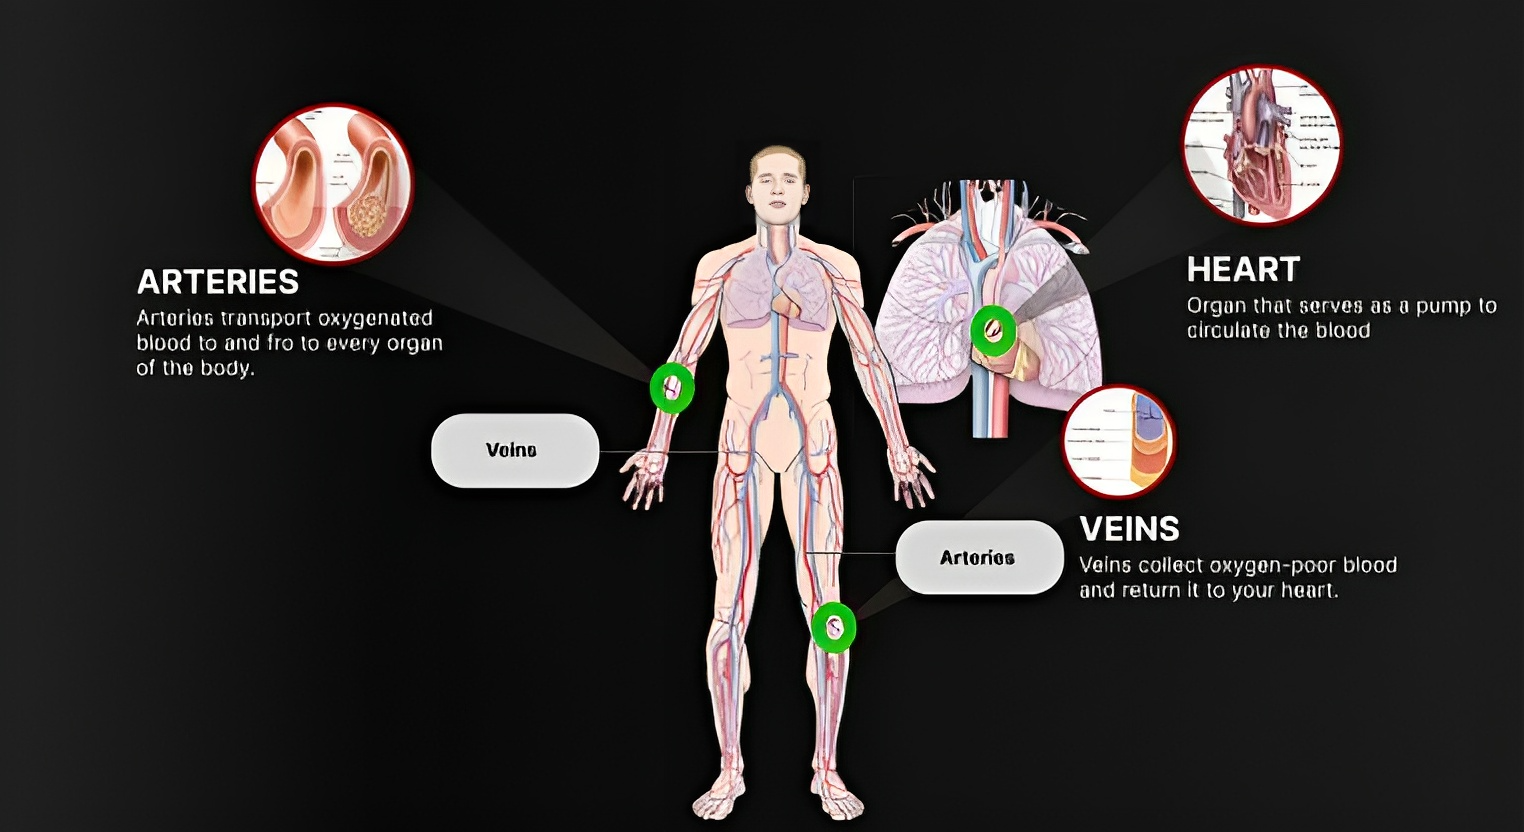 ARTERIES
Arteries transport oxygenated
blood to and fro to every organ
of the body.
Veins
HEART
Organ that serves as a pump to
circulate the blood
Arteries
VEINS
Veins collect oxygen-poor blood
and return it to your heart.